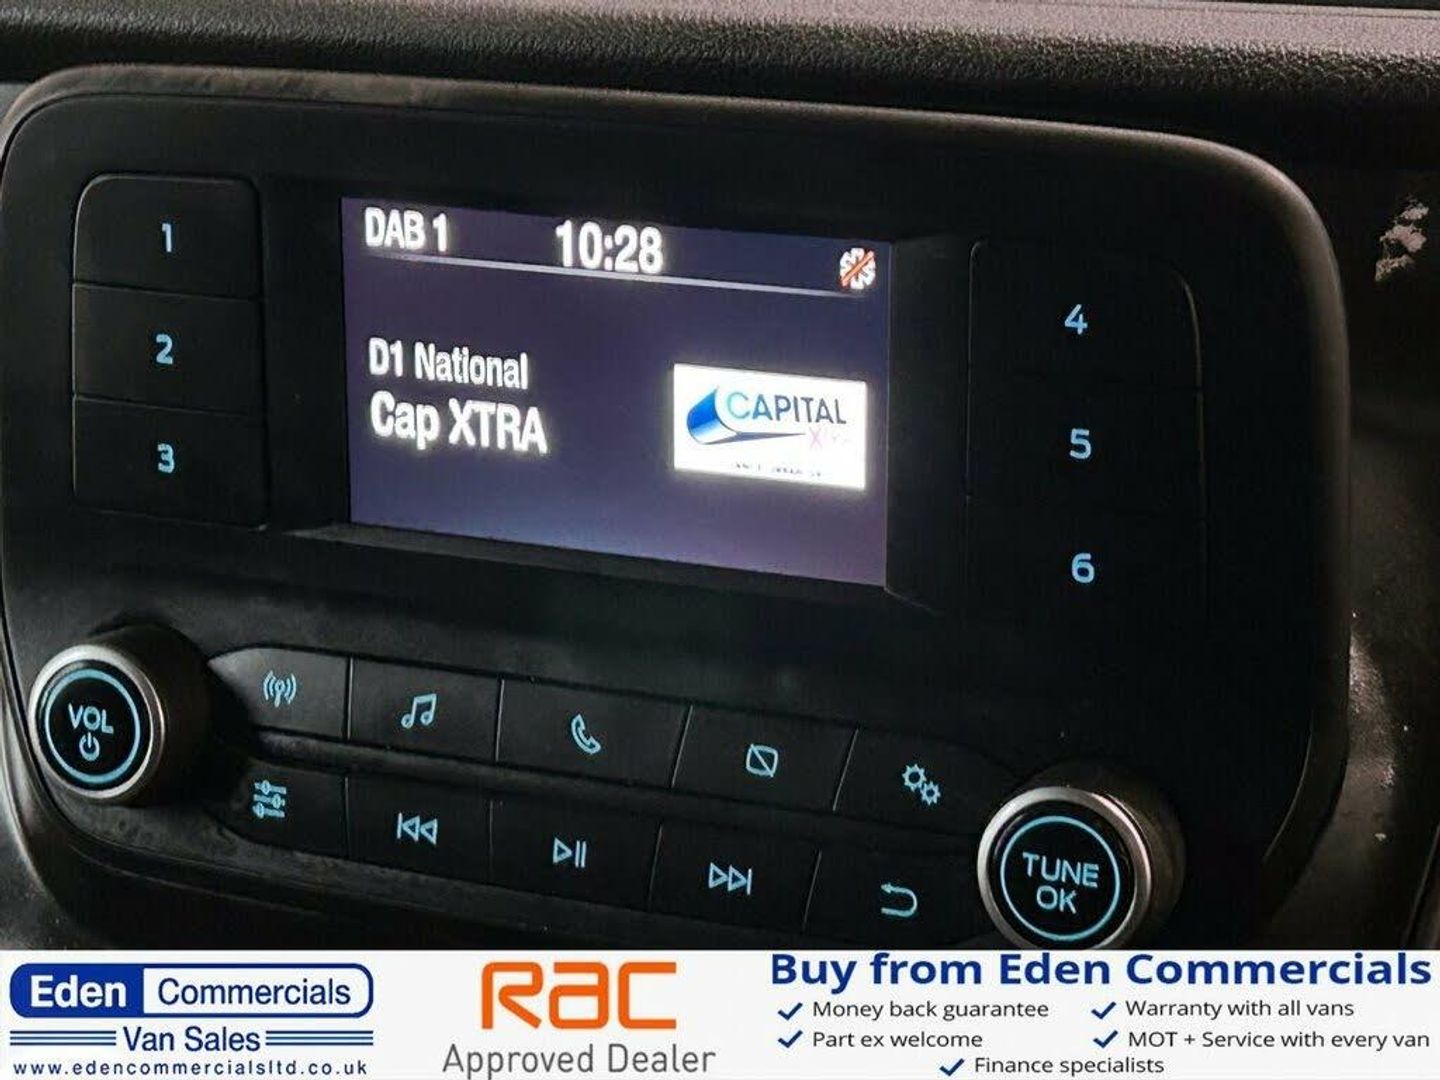 DAB 1 10:28
D1 National
Cap XTRA
CAPITAL
1
2
3
4
5
6
VOL
TUNE
OK
Eden Commercials
Van Sales
www.edencommercialsltd.co.uk
RAC
Approved Dealer
Buy from Eden Commercials
Money back guarantee
Warranty with all vans
Part ex welcome
MOT + Service with every van
Finance specialists